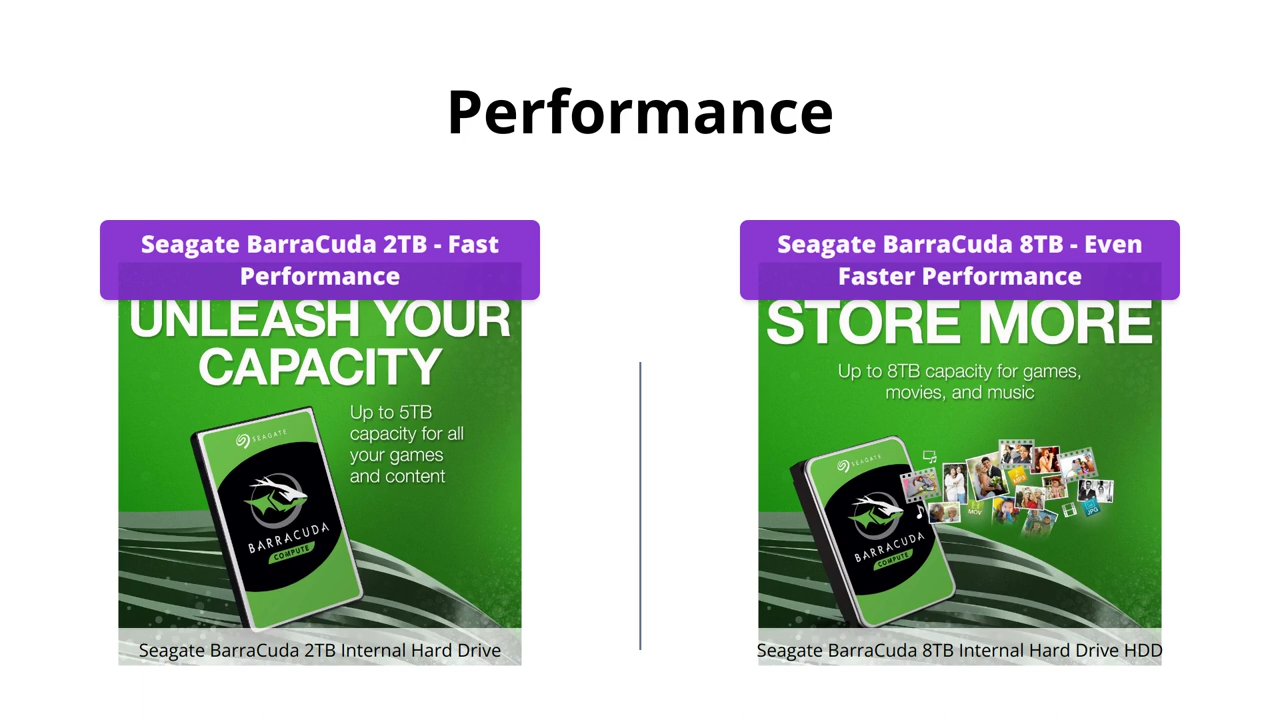 Performance
Seagate BarraCuda 2TB - Fast
Performance
UNLEASH YOUR
CAPACITY
Up to 5TB
capacity for all
your games
and content
SEAGATE
BARRACUDA
COMPUTE
Seagate BarraCuda 2TB Internal Hard Drive
Seagate BarraCuda 8TB - Even
Faster Performance
STORE MORE
Up to 8TB capacity for games,
movies, and music
SEAGATE
BARRACUDA
COMPUTE
MOV
JPG
Seagate BarraCuda 8TB Internal Hard Drive HDD